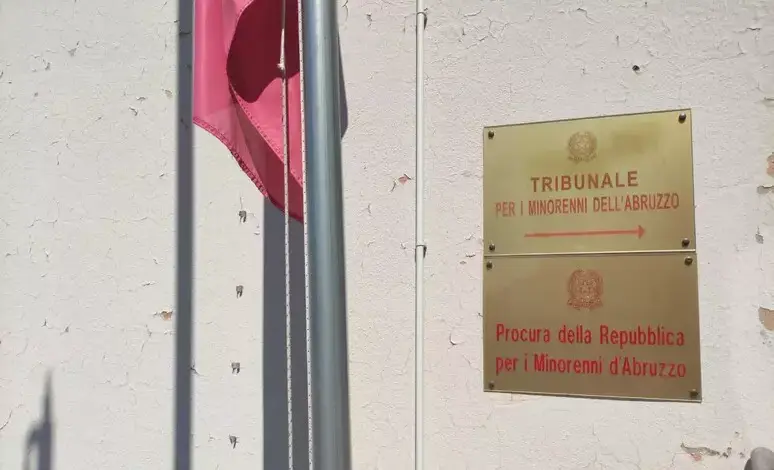 TRIBUNALE
PER I MINORENNI DELL'ABRUZZO
Procura della Repubblica
per i Minorenni d'Abruzzo